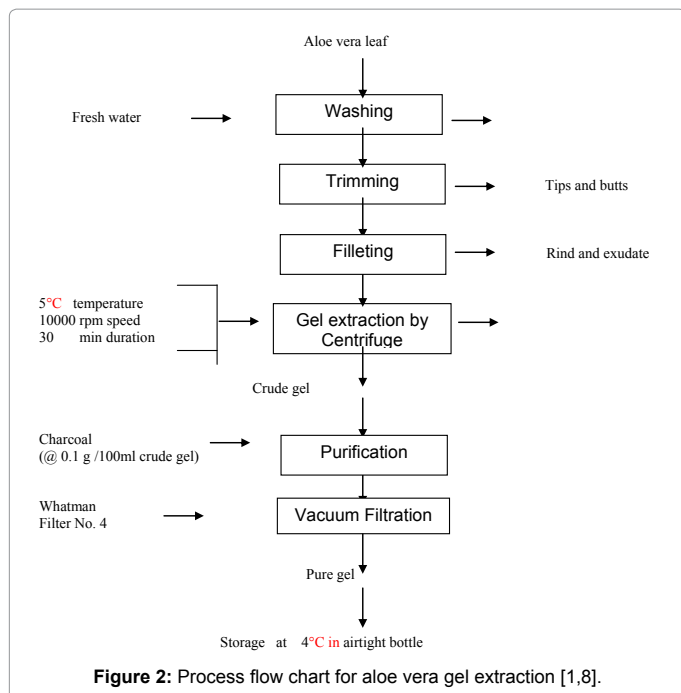 Aloe vera leaf
Fresh water
Washing
Trimming
Tips and butts
Filleting
Rind and exudate
5°C temperature
10000 rpm speed
30 min duration
Gel extraction by
Centrifuge
Crude gel
Charcoal
(@ 0.1 g /100ml crude gel)
Purification
Whatman
Filter No. 4
Vacuum Filtration
Pure gel
Storage at 4°C in airtight bottle
Figure 2: Process flow chart for aloe vera gel extraction [1,8].